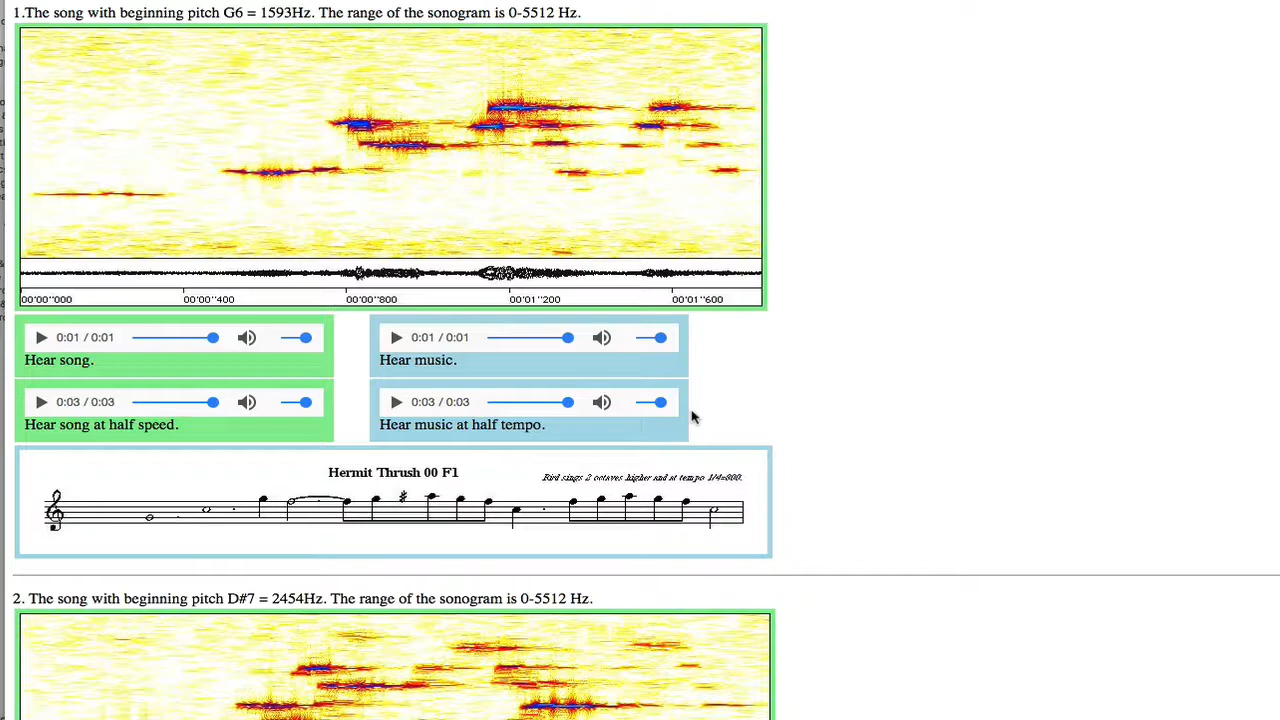 1.The song with beginning pitch G6 = 1593Hz. The range of the sonogram is 0-5512 Hz.
00'00"000 00'00"400 00'00"800 00'01"200 00'01"600
0:01 / 0:01 0:01 / 0:01
Hear song. Hear music.
0:03 / 0:03 0:03 / 0:03
Hear song at half speed. Hear music at half tempo.
Hermit Thrush 00 F1
Bird sings 2 octaves higher and at tempo 1/4=800.
2. The song with beginning pitch D#7 = 2454Hz. The range of the sonogram is 0-5512 Hz.